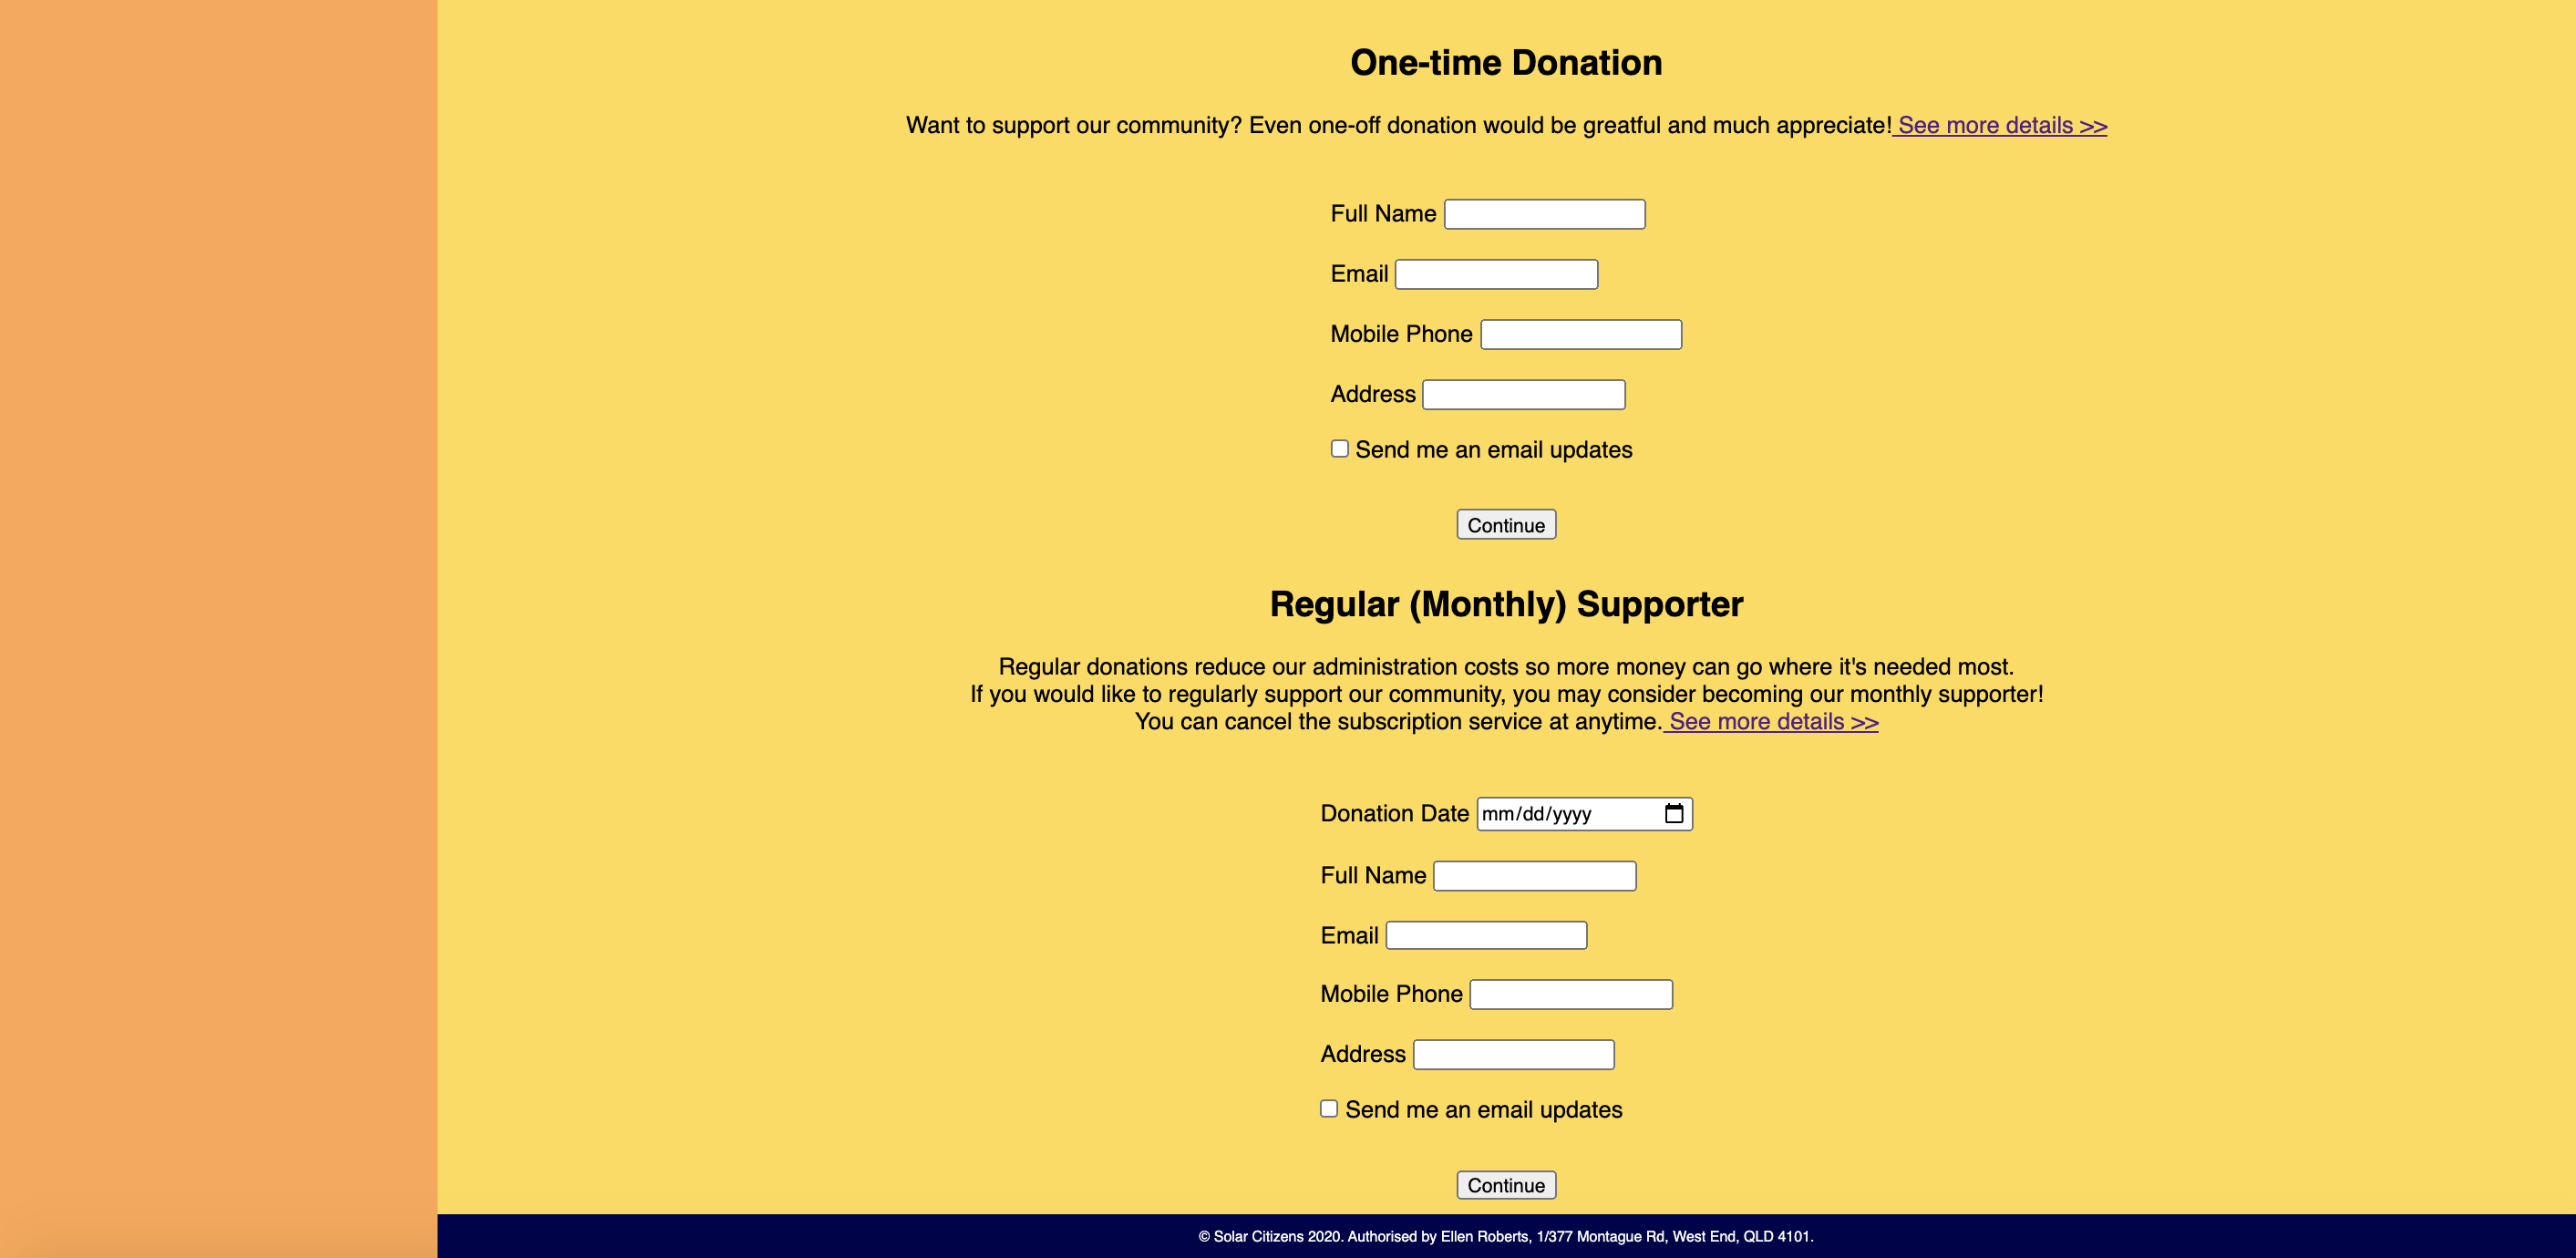 One-time Donation
Want to support our community? Even one-off donation would be greatful and much appreciate! See more details >>
Full Name
Email
Mobile Phone
Address
Send me an email updates
Continue
Regular (Monthly) Supporter
Regular donations reduce our administration costs so more money can go where it's needed most.
If you would like to regularly support our community, you may consider becoming our monthly supporter!
You can cancel the subscription service at anytime. See more details >>
Donation Date mm/dd/yyyy
Full Name
Email
Mobile Phone
Address
Send me an email updates
Continue
© Solar Citizens 2020. Authorised by Ellen Roberts, 1/377 Montague Rd, West End, QLD 4101.